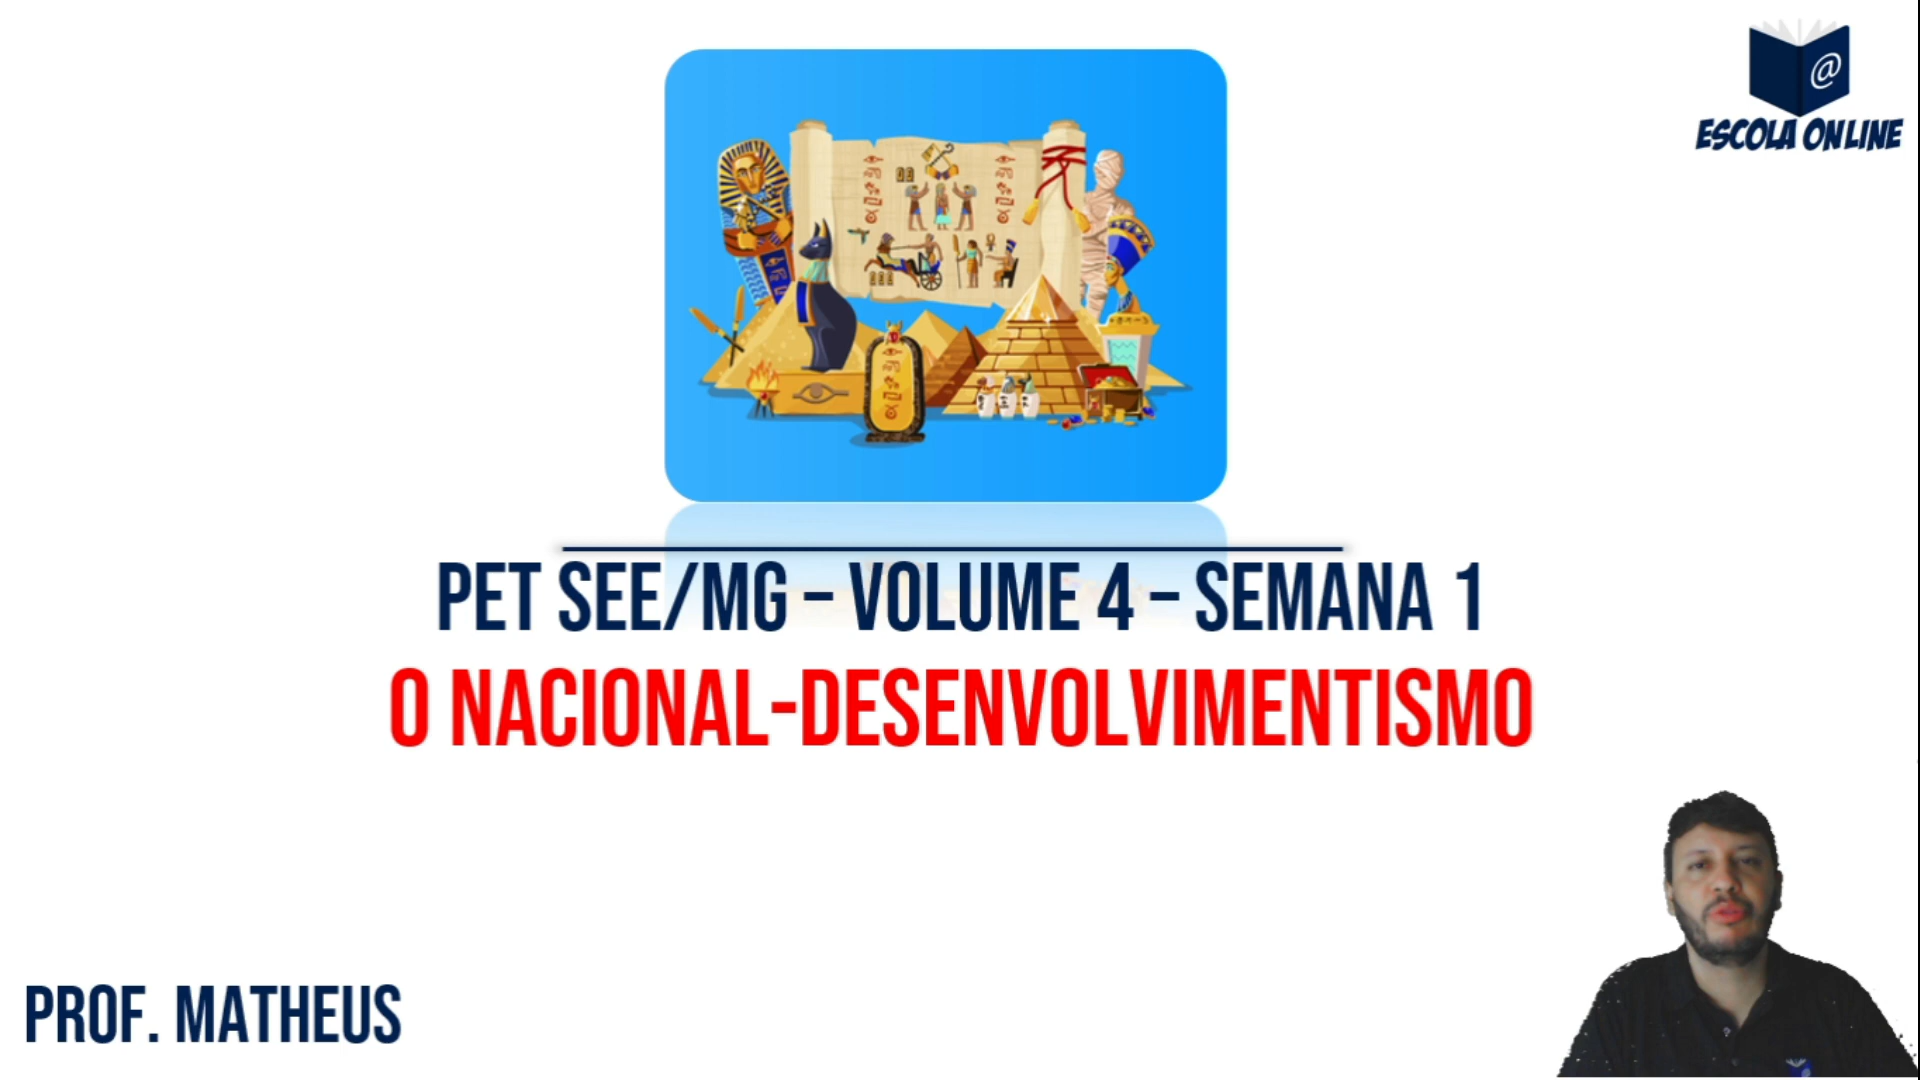 @
ESCOLA ONLINE
PET SEE/MG – VOLUME 4 – SEMANA 1
O NACIONAL-DESENVOLVIMENTISMO
PROF. MATHEUS